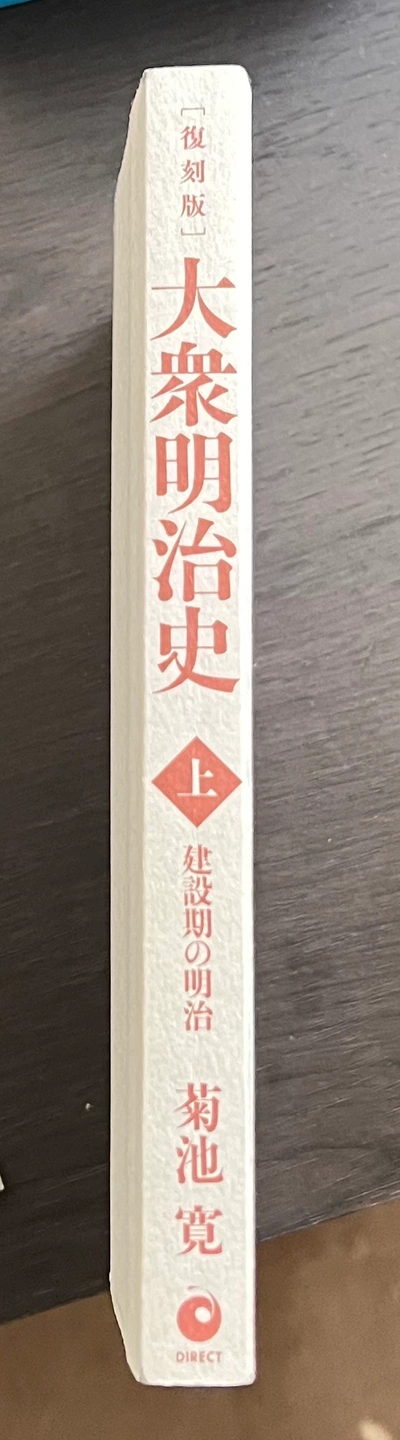 ［復刻版］
大衆明治史
上
建設期の明治
菊池 寛
DIRECT